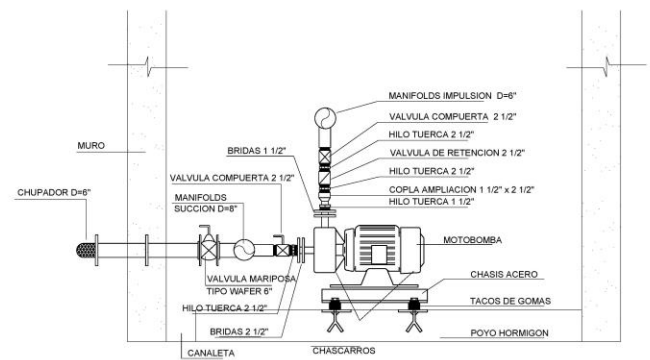 MANIFOLDS IMPULSION D=6"
VALVULA COMPUERTA 2 1/2"
HILO TUERCA 2 1/2"
MURO
BRIDAS 1 1/2"
VALVULA DE RETENCION 2 1/2"
HILO TUERCA 2 1/2"
VALVULA COMPUERTA 2 1/2"
COPLA AMPLIACION 1 1/2" x 2 1/2"
CHUPADOR D=6"
MANIFOLDS
SUCCION D=8"
HILO TUERCA 1 1/2"
MOTOBOMBA
VALVULA MARIPOSA
TIPO WAFER 6"
CHASIS ACERO
HILO TUERCA 2 1/2"
TACOS DE GOMAS
BRIDAS 2 1/2"
POYO HORMIGON
CANALETA
CHASCARROS